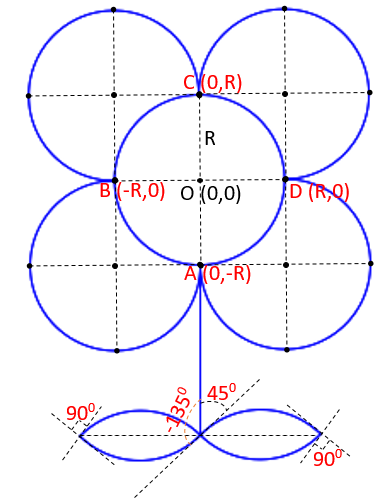 C (0,R)
R
B (-R,0)
O (0,0)
D (R,0)
A (0,-R)
-135⁰
45⁰
90⁰
90⁰